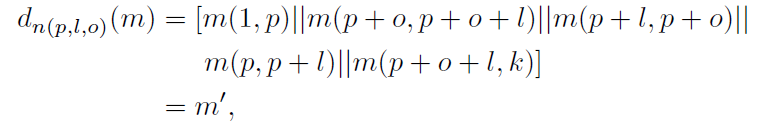 d_{n(p,l,o)}(m) = [m(1, p)||m(p + o, p + o + l)||m(p + l, p + o)||
m(p, p + l)||m(p + o + l, k)]
= m′,